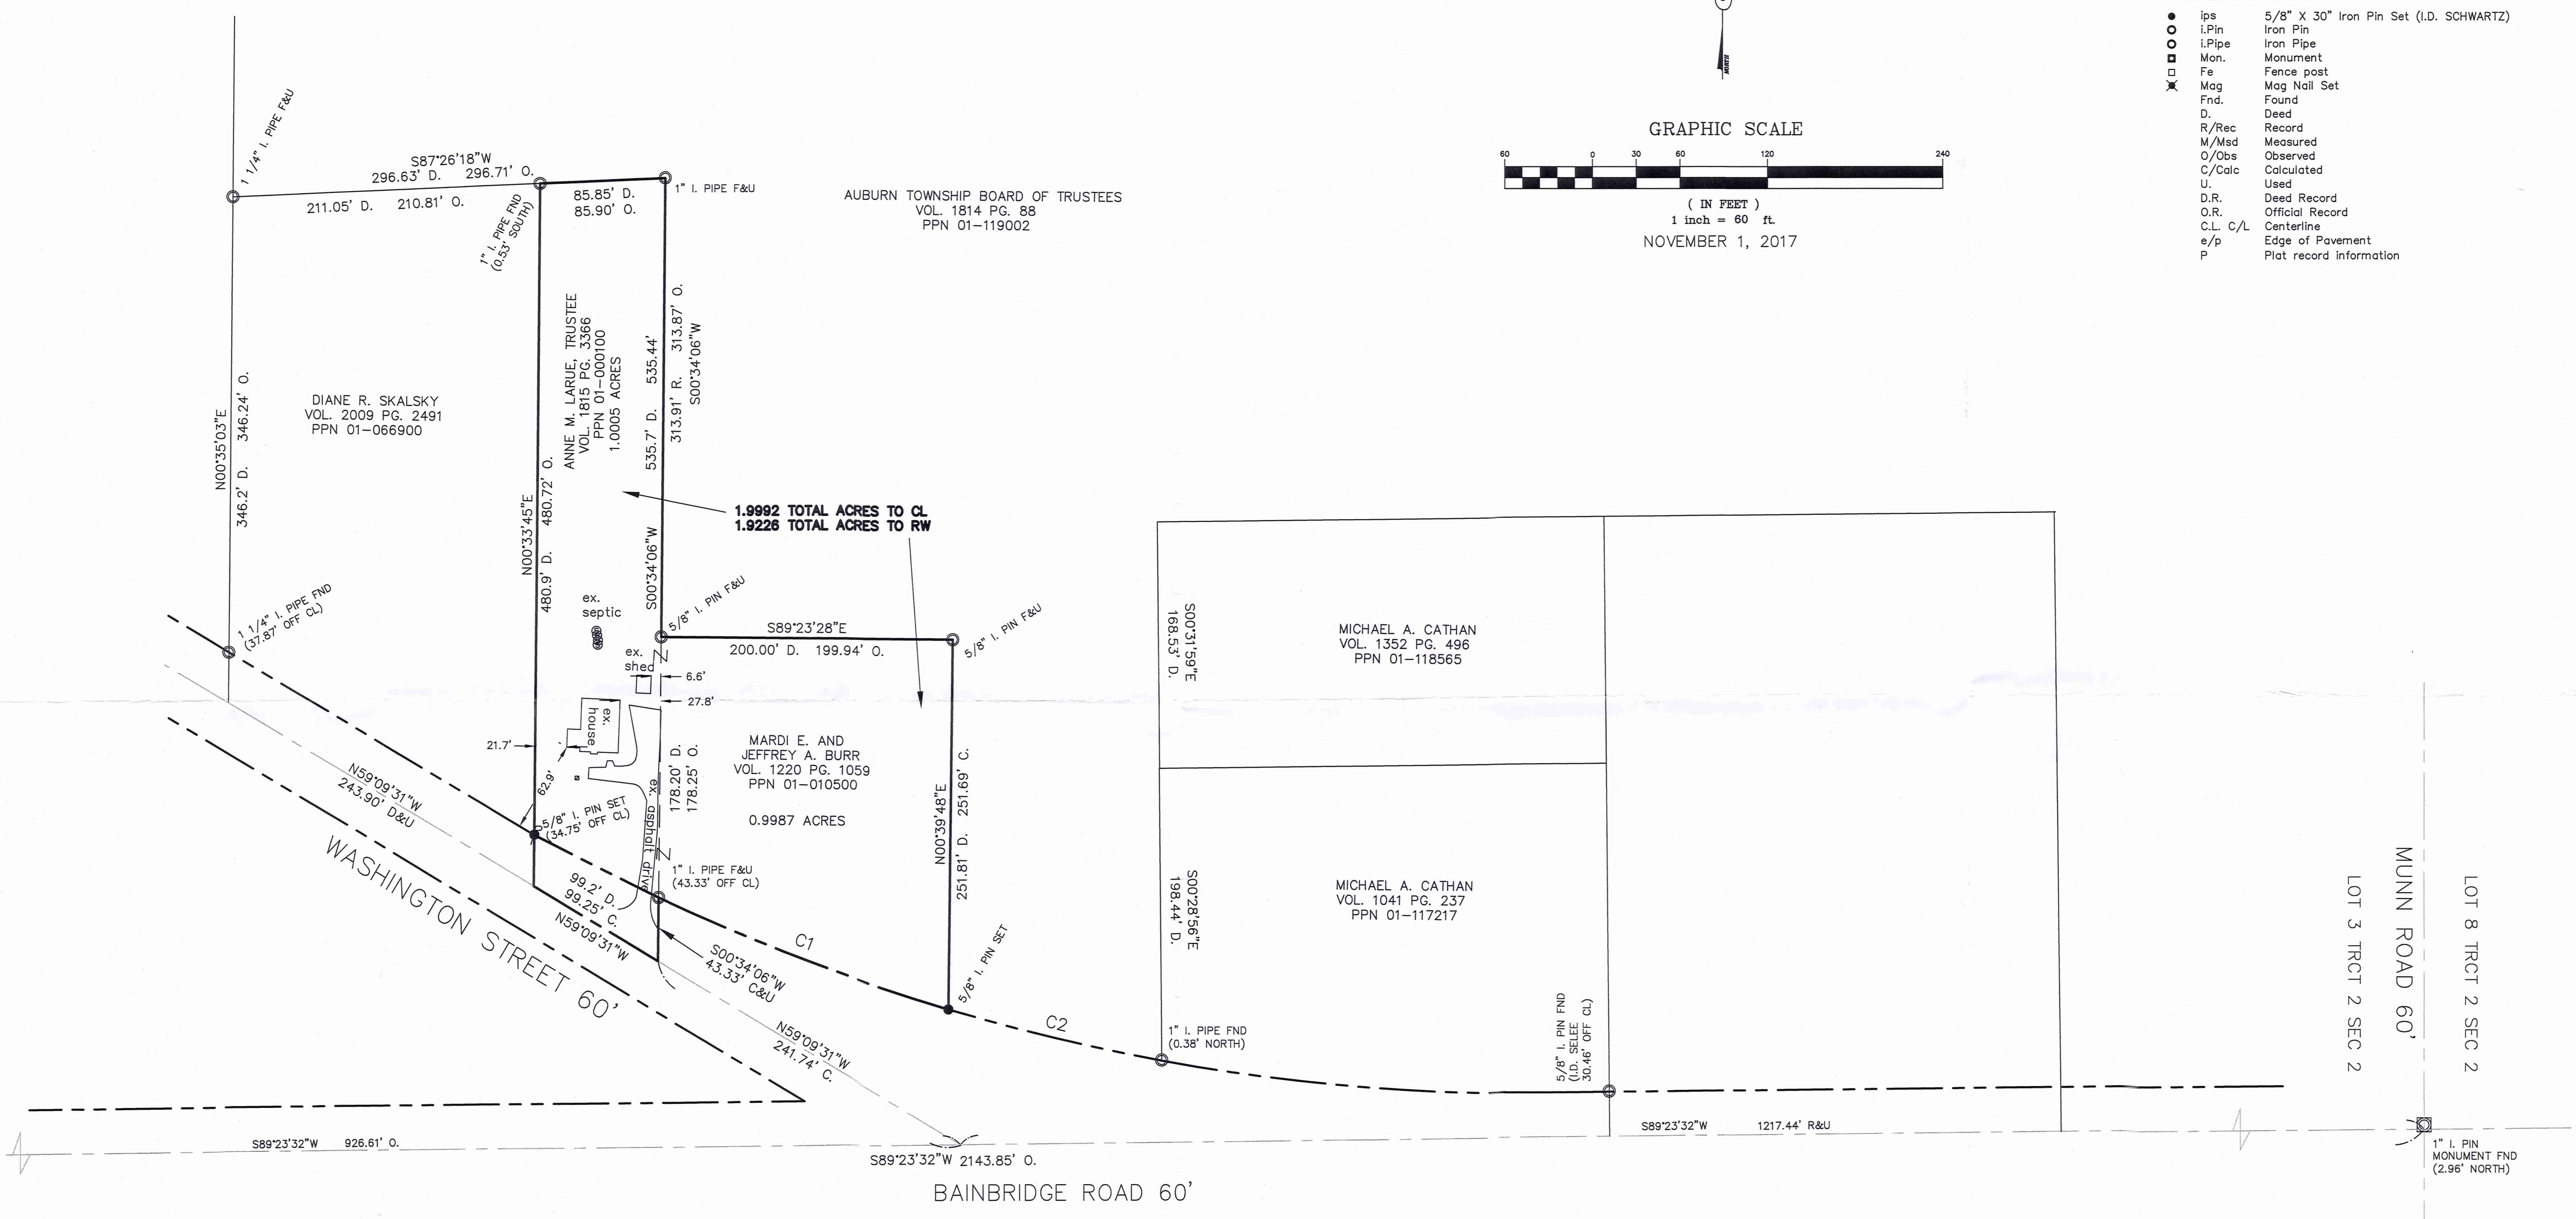 ips 5/8" X 30" Iron Pin Set (I.D. SCHWARTZ)
i.Pin Iron Pin
i.Pipe Iron Pipe
Mon. Monument
Fe Fence post
Mag Mag Nail Set
Fnd. Found
D. Deed
R/Rec Record
M/Msd Measured
O/Obs Observed
C/Calc Calculated
U. Used
D.R. Deed Record
O.R. Official Record
C.L. C/L Centerline
e/p Edge of Pavement
P Plat record information
NORTH
GRAPHIC SCALE
60 0 30 60 120 240
( IN FEET )
1 inch = 60 ft.
NOVEMBER 1, 2017
1 1/4" I. PIPE F&U
S87°26'18"W
296.63' D. 296.71' O.
211.05' D. 210.81' O.
85.85' D.
85.90' O.
1" I. PIPE F&U
1" I. PIPE FND
(0.53' SOUTH)
AUBURN TOWNSHIP BOARD OF TRUSTEES
VOL. 1814 PG. 88
PPN 01-119002
N00°35'03"E
346.2' D. 346.24' O.
DIANE R. SKALSKY
VOL. 2009 PG. 2491
PPN 01-066900
N00°33'45"E
480.9' D. 480.72' O.
ANNE M. LARUE, TRUSTEE
VOL. 1815 PG. 3366
PPN 01-000100
1.0005 ACRES
535.7' D. 535.44'
S00°34'06"W
313.91' R. 313.87' O.
S00°34'06"W
1.9992 TOTAL ACRES TO CL
1.9226 TOTAL ACRES TO RW
5/8" I. PIN F&U
S89°23'28"E
200.00' D. 199.94' O.
5/8" I. PIN F&U
ex.
septic
ex.
shed
6.6'
27.8'
ex.
house
21.7'
62.9'
1 1/4" I. PIPE FND
(37.87' OFF CL)
178.20' D.
178.25' O.
MARDI E. AND
JEFFREY A. BURR
VOL. 1220 PG. 1059
PPN 01-010500
0.9987 ACRES
N00°39'48"E
251.81' D. 251.69' C.
ex. asphalt drive
5/8" I. PIN SET
(34.75' OFF CL)
1" I. PIPE F&U
(43.33' OFF CL)
N59°09'31"W
243.90' D&U
WASHINGTON STREET 60'
99.2' D.
99.25' C.
N59°09'31"W
S00°34'06"W
43.33' C&U
N59°09'31"W
241.74' C.
C1
C2
5/8" I. PIN SET
S00°31'59"E
168.53' D.
MICHAEL A. CATHAN
VOL. 1352 PG. 496
PPN 01-118565
S00°28'56"E
198.44' D.
MICHAEL A. CATHAN
VOL. 1041 PG. 237
PPN 01-117217
1" I. PIPE FND
(0.38' NORTH)
5/8" I. PIN FND
(I.D. SELEE
30.46' OFF CL)
LOT 3 TRCT 2 SEC 2
MUNN ROAD 60'
LOT 8 TRCT 2 SEC 2
S89°23'32"W 926.61' O.
S89°23'32"W 1217.44' R&U
S89°23'32"W 2143.85' O.
BAINBRIDGE ROAD 60'
1" I. PIN
MONUMENT FND
(2.96' NORTH)